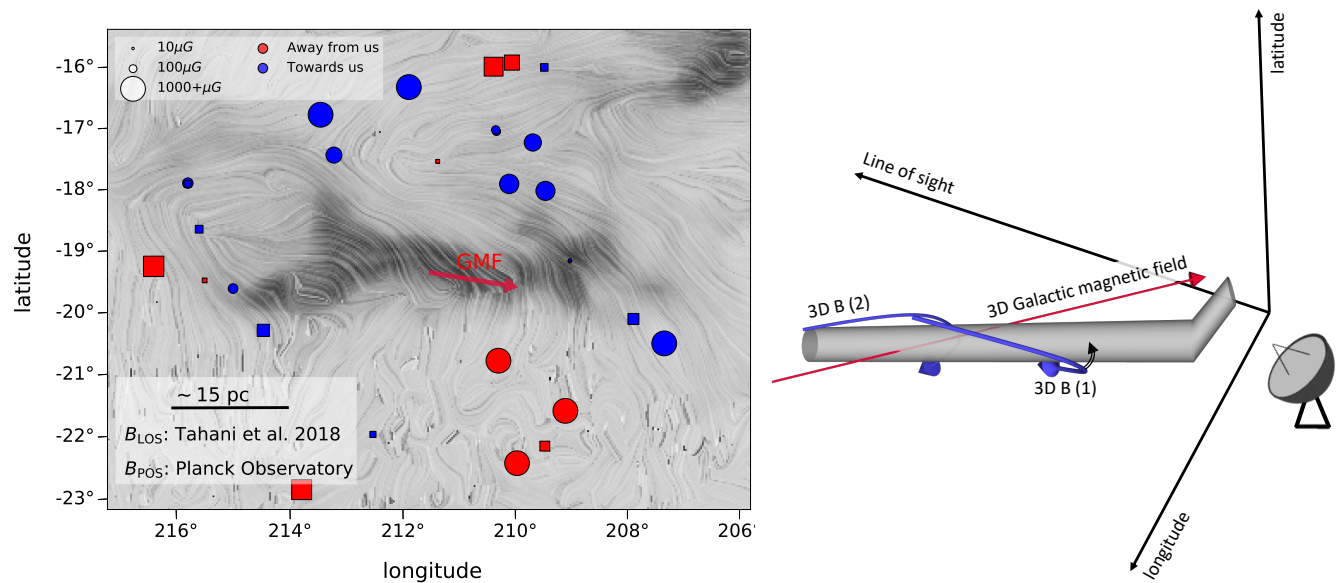 10μG
100μG
1000+μG
Away from us
Towards us
-16°
-17°
-18°
-19°
-20°
-21°
-22°
-23°
latitude
GMF
~ 15 pc
B_LOS: Tahani et al. 2018
B_POS: Planck Observatory
216°
214°
212°
210°
208°
206°
longitude
latitude
Line of sight
3D Galactic magnetic field
3D B (2)
3D B (1)
longitude